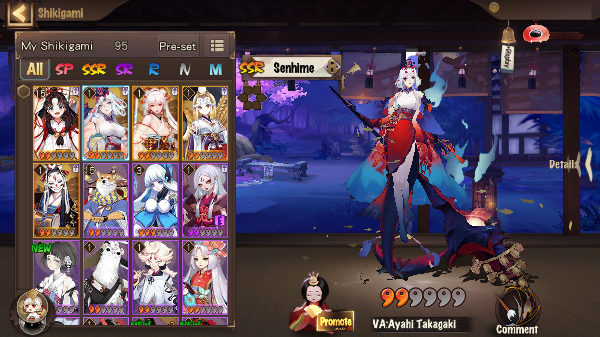 Shikigami
My Shikigami 95 Pre-set
All SP SSR SR R N M
SSR Senhime
Display
Details
NEW
Promote
VA:Ayahi Takagaki
Comment